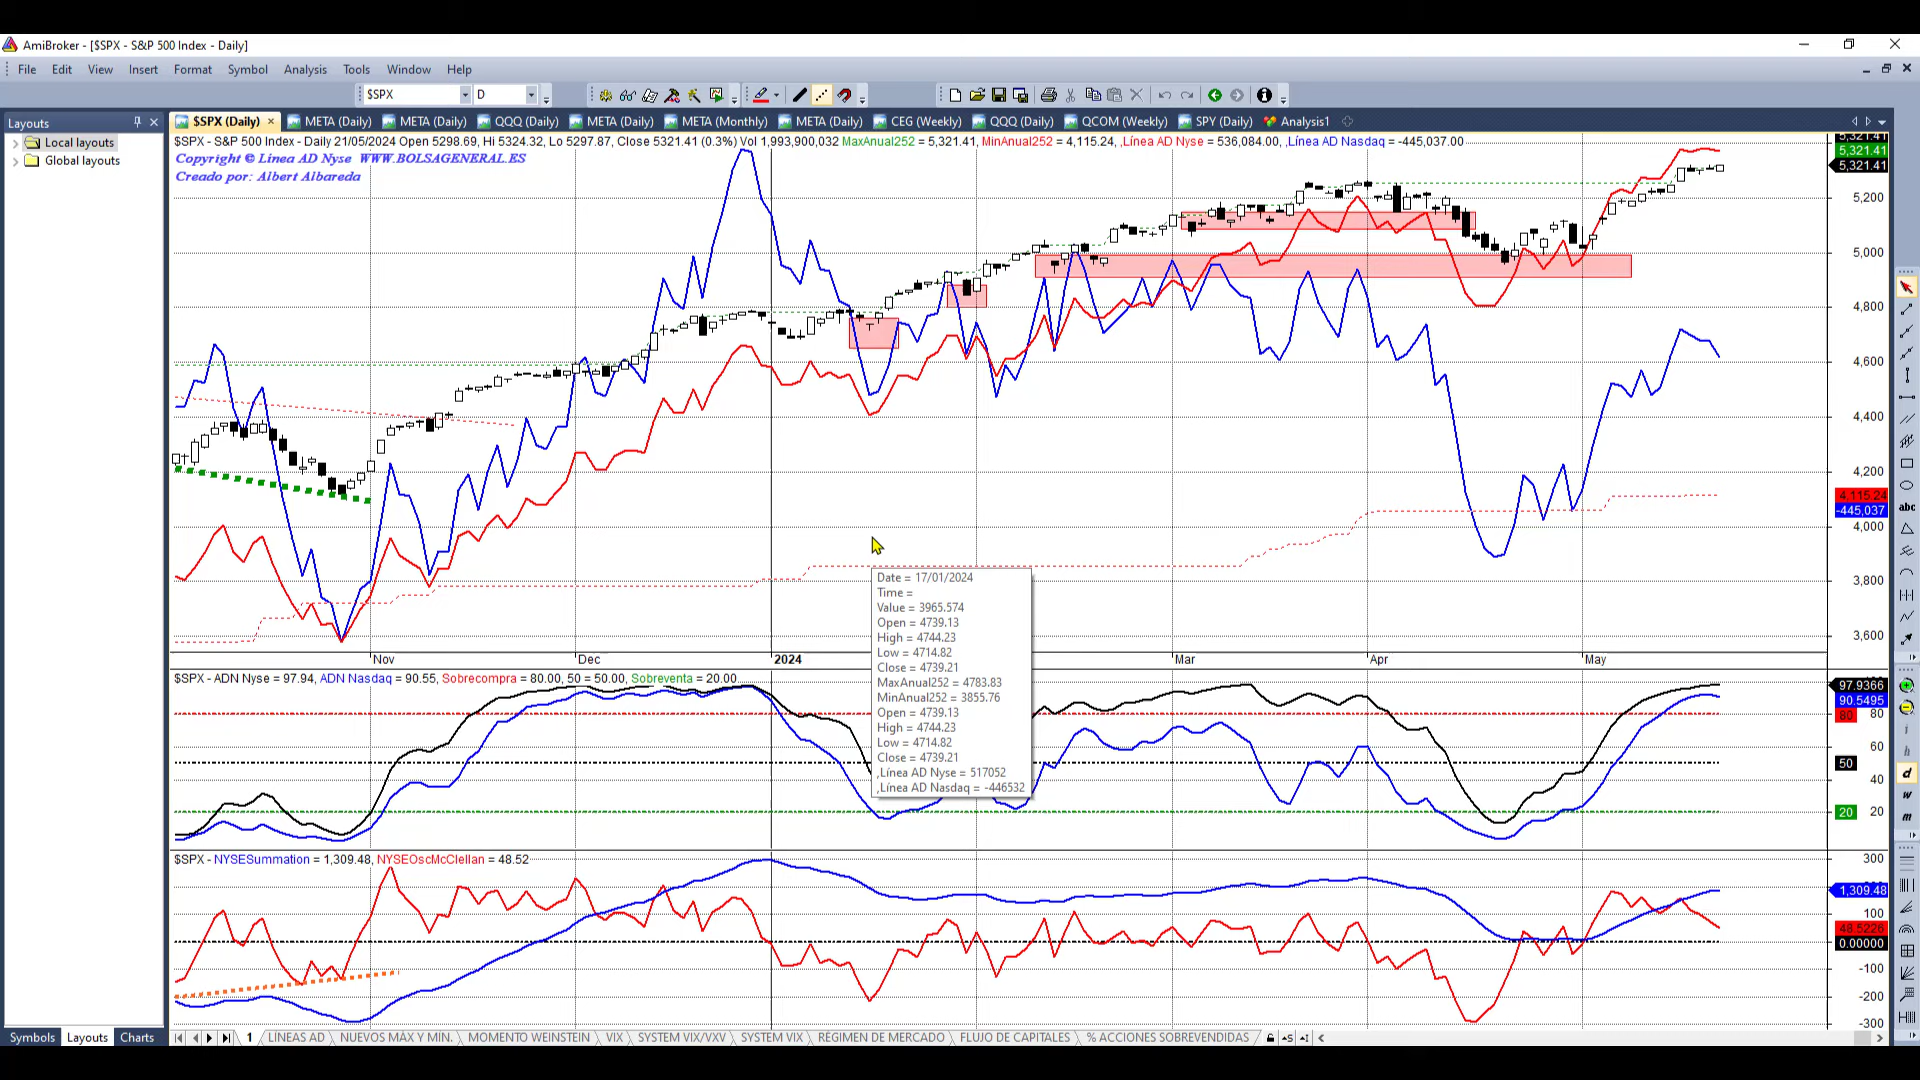 AmiBroker - [$SPX - S&P 500 Index - Daily]
File Edit View Insert Format Symbol Analysis Tools Window Help
$SPX D
Layouts
Local layouts
Global layouts
$SPX (Daily) META (Daily) META (Daily) QQQ (Daily) META (Daily) META (Monthly) META (Daily) CEG (Weekly) QQQ (Daily) QCOM (Weekly) SPY (Daily) Analysis1
$SPX - S&P 500 Index - Daily 21/05/2024 Open 5298.69, Hi 5324.32, Lo 5297.87, Close 5321.41 (0.3%) Vol 1,993,900,032 MaxAnual252 = 5,321.41, MinAnual252 = 4,115.24, ,Línea AD Nyse = 536,084.00 ,Línea AD Nasdaq = -445,037.00
Copyright © Linea AD Nyse WWW.BOLSAGENERAL.ES
Creado por: Albert Albareda
5,321.41
5,321.41
5,200
5,000
4,800
4,600
4,400
4,200
4,115.24
-445,037
4,000
3,800
3,600
Date = 17/01/2024
Time =
Value = 3965.574
Open = 4739.13
High = 4744.23
Low = 4714.82
Close = 4739.21
MaxAnual252 = 4783.83
MinAnual252 = 3855.76
Open = 4739.13
High = 4744.23
Low = 4714.82
Close = 4739.21
,Línea AD Nyse = 517052
,Línea AD Nasdaq = -446532
Nov Dec 2024 Mar Apr May
$SPX - ADN Nyse = 97.94, ADN Nasdaq = 90.55, Sobrecompra = 80.00, 50 = 50.00, Sobreventa = 20.00
97.9366
90.5495
80 80
60
50
40
20 20
$SPX - NYSESummation = 1,309.48, NYSEOscMcClellan = 48.52
300
1,309.48
100
48.5226
0.00000
-100
-200
-300
abc
d
w
m
Symbols Layouts Charts
1 LÍNEAS AD NUEVOS MÁX Y MIN. MOMENTO WEINSTEIN VIX SYSTEM VIX/VXV SYSTEM VIX RÉGIMEN DE MERCADO FLUJO DE CAPITALES % ACCIONES SOBREVENDIDAS